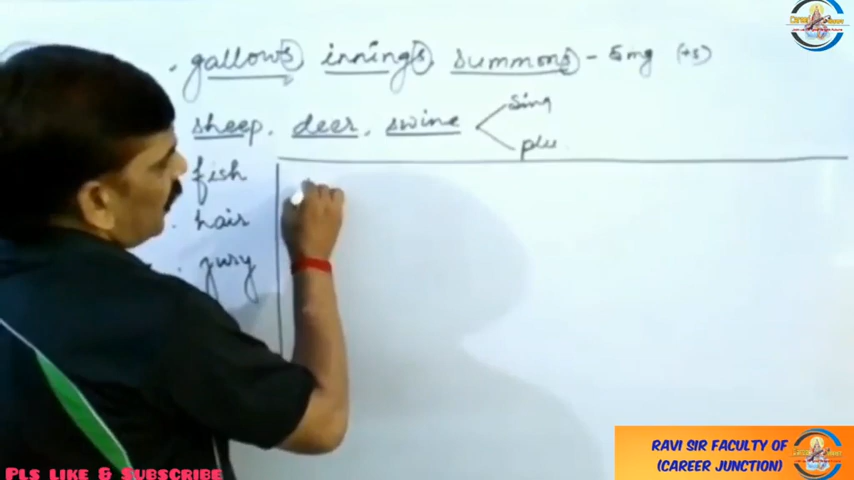 . gallows, innings, summons - sing (+s)
sheep, deer, swine
sing
plu.
fish
. hair
. jury
RAVI SIR FACULTY OF
(CAREER JUNCTION)
PLS LIKE & SUBSCRIBE